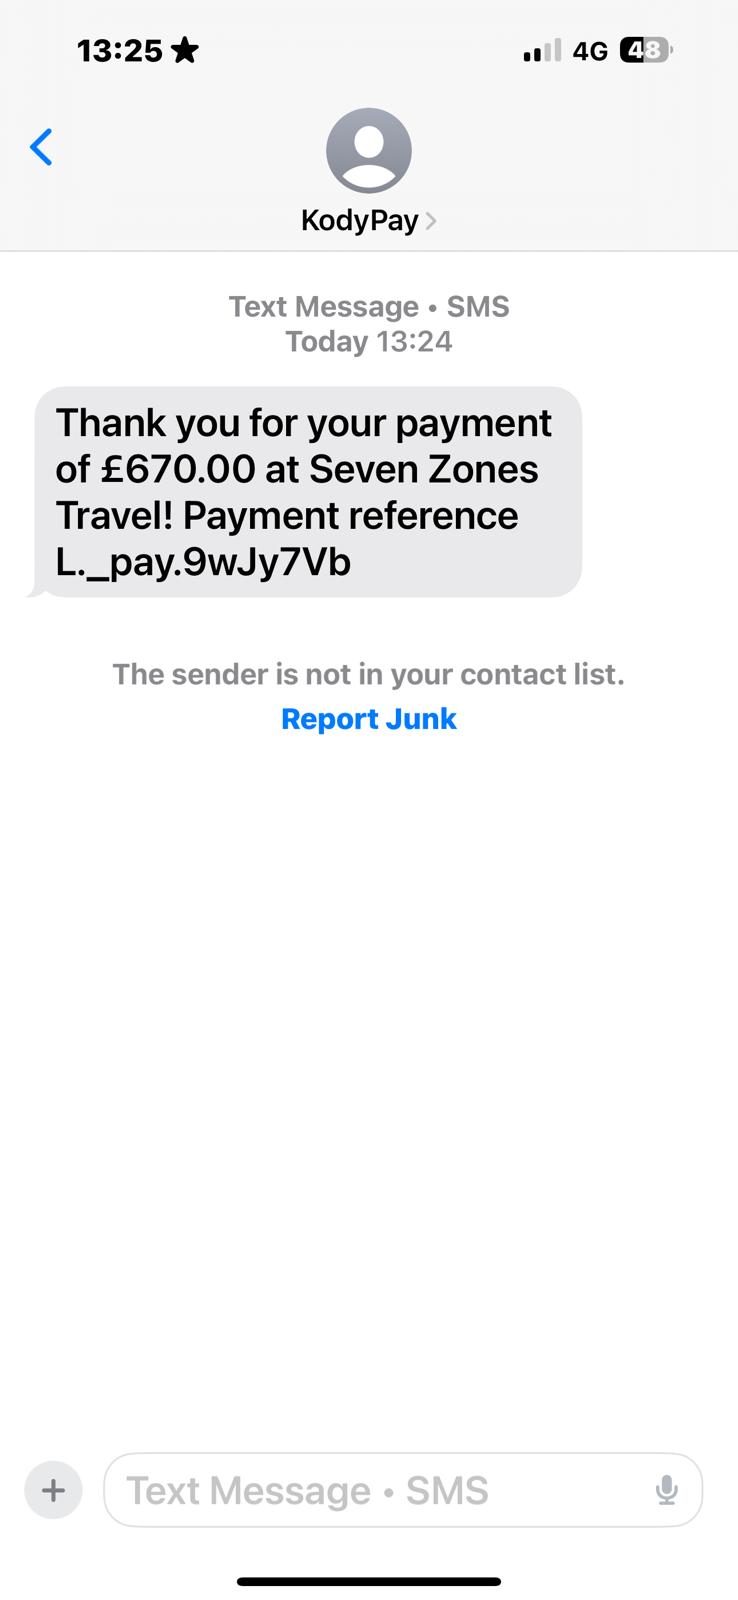 13:25
4G 48
KodyPay
Text Message • SMS
Today 13:24
Thank you for your payment
of £670.00 at Seven Zones
Travel! Payment reference
L._pay.9wJy7Vb
The sender is not in your contact list.
Report Junk
Text Message • SMS